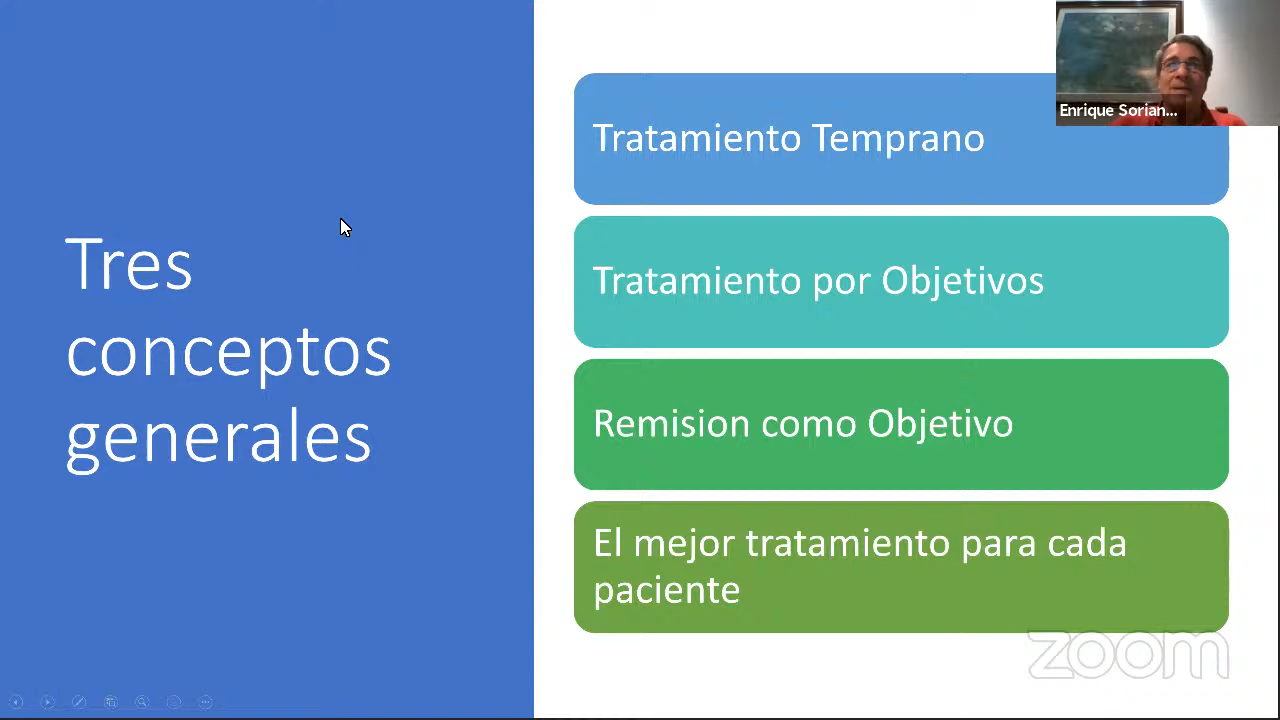 Tres
conceptos
generales
Tratamiento Temprano
Tratamiento por Objetivos
Remision como Objetivo
El mejor tratamiento para cada
paciente
Enrique Sorian...
zoom